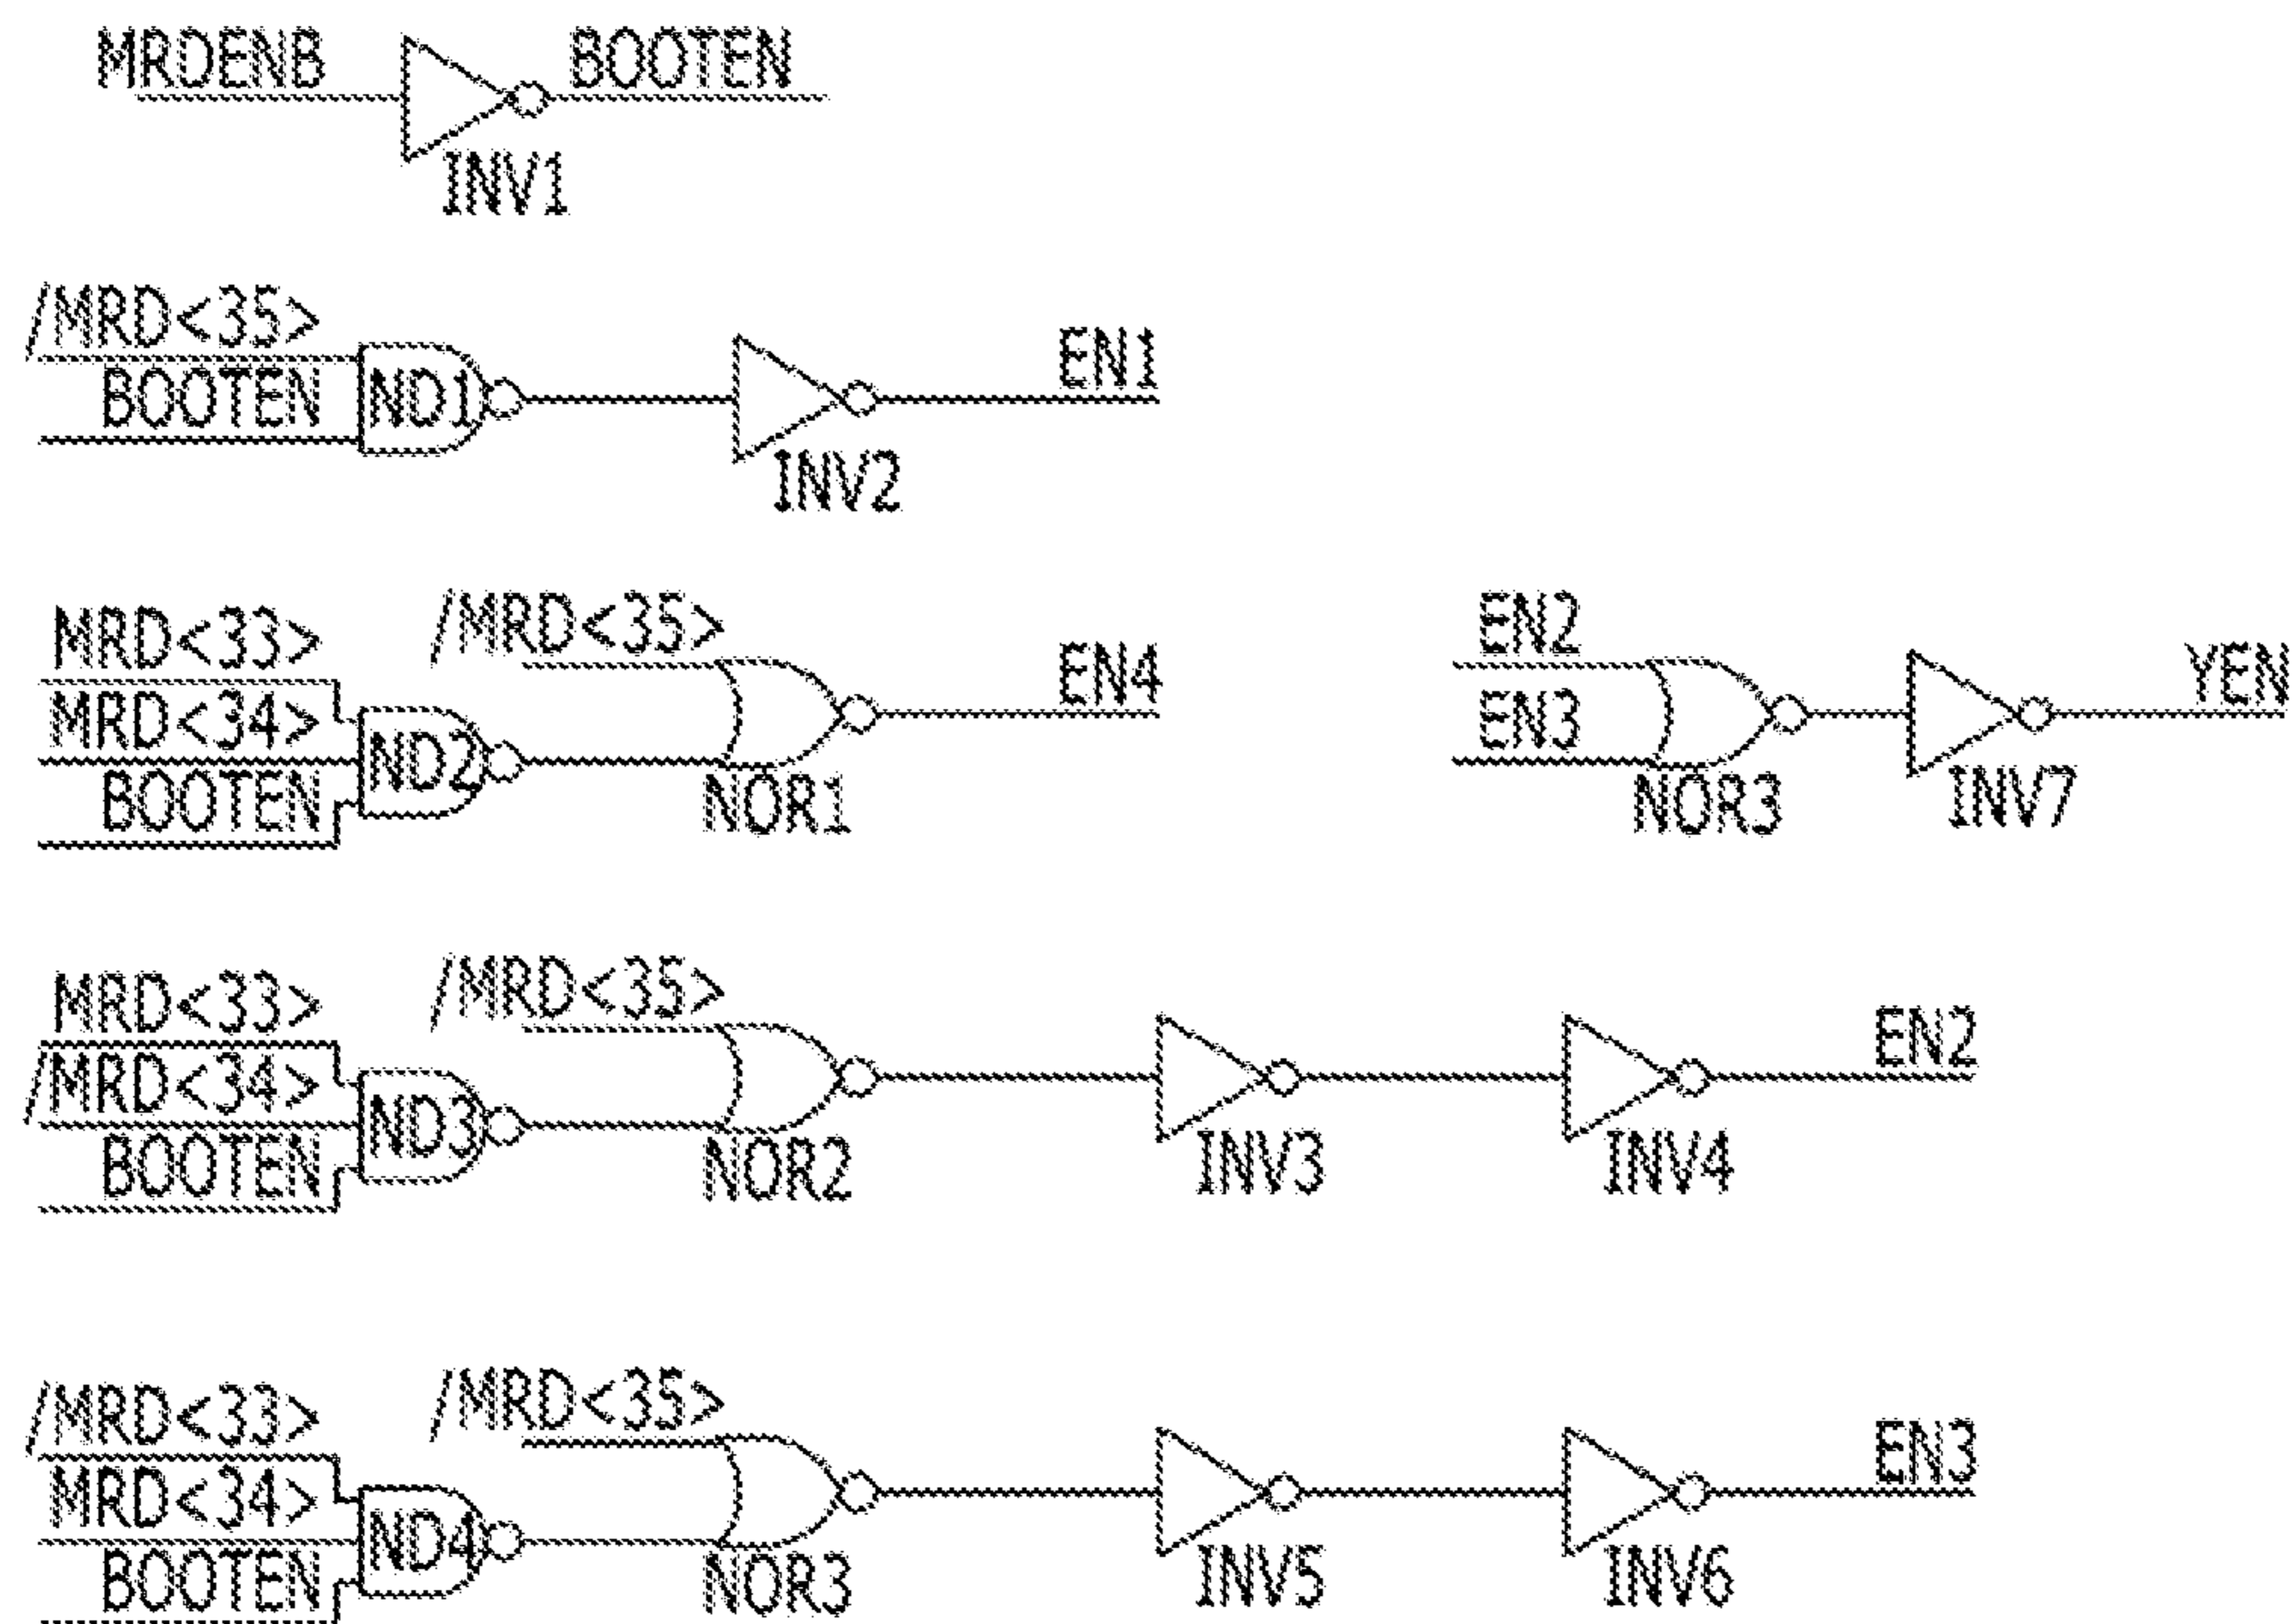 MRDENB
BOOTEN
INV1
/MRD<35>
BOOTEN
ND1
INV2
EN1
MRD<33>
MRD<34>
BOOTEN
ND2
/MRD<35>
NOR1
EN4
EN2
EN3
NOR3
INV7
YEN
MRD<33>
/MRD<34>
BOOTEN
ND3
/MRD<35>
NOR2
INV3
INV4
EN2
/MRD<33>
MRD<34>
BOOTEN
ND4
/MRD<35>
NOR3
INV5
INV6
EN3